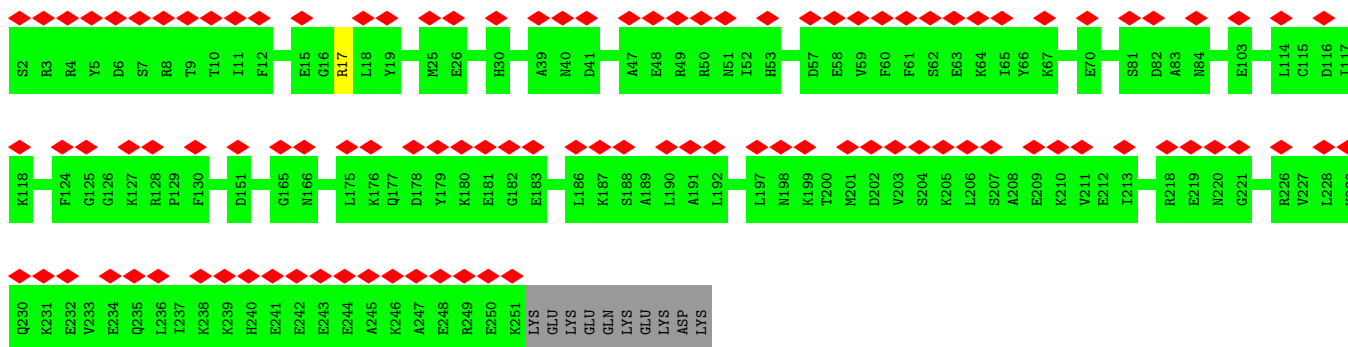 S2 R3 R4 Y5 D6 S7 R8 T9 T10 I11 F12 E15 G16 R17 L18 Y19 M25 E26 H30 A39 N40 D41 A47 E48 R49 R50 N51 I52 H53 D57 E58 V59 F60 F61 S62 E63 K64 I65 Y66 K67 E70 S81 D82 A83 N84 E103 L114 C115 D116 I117
K118 F124 G125 G126 K127 R128 P129 F130 D151 G165 N166 L175 K176 Q177 D178 Y179 K180 E181 G182 E183 L186 K187 S188 A189 L190 A191 L192 L197 N198 K199 T200 M201 D202 V203 S204 K205 L206 S207 A208 E209 K210 V211 E212 I213 R218 E219 N220 G221 R226 V227 L228
Q230 K231 E232 V233 E234 Q235 L236 I237 K238 K239 H240 E241 E242 E243 E244 A245 K246 A247 E248 R249 E250 K251 LYS GLU LYS GLU GLN LYS GLU LYS ASP LYS